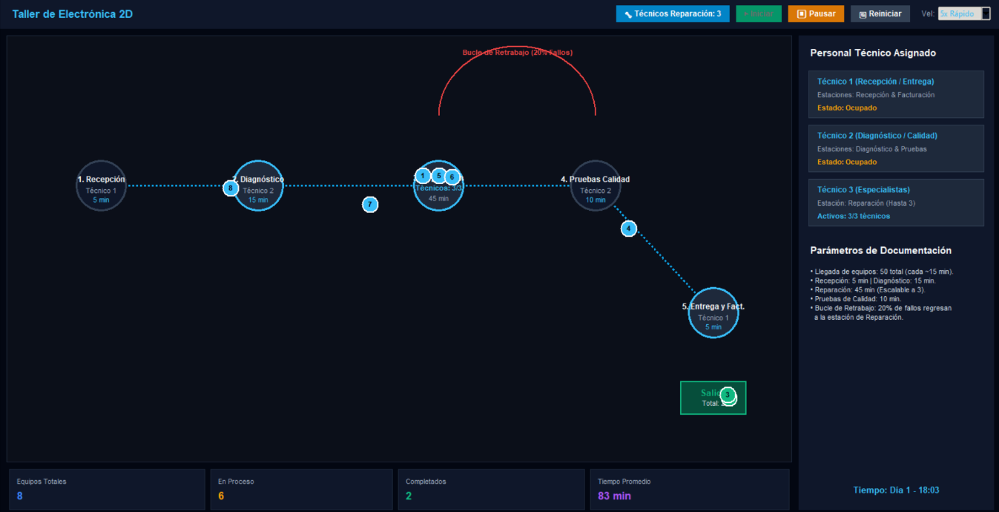 Taller de Electrónica 2D
Técnicos Reparación: 3
Pausar
Reiniciar
Vel:
5x Rápido
Bucle de Retrabajo (20% Fallos)
1. Recepción
Técnico 1
5 min
2. Diagnóstico
Técnico 2
15 min
8
7
1
5
6
Técnicos: 3/3
45 min
4. Pruebas Calidad
Técnico 2
10 min
4
5. Entrega y Fact.
Técnico 1
5 min
3
Total:
Personal Técnico Asignado
Técnico 1 (Recepción / Entrega)
Estaciones: Recepción & Facturación
Estado: Ocupado
Técnico 2 (Diagnóstico / Calidad)
Estaciones: Diagnóstico & Pruebas
Estado: Ocupado
Técnico 3 (Especialistas)
Estación: Reparación (Hasta 3)
Activos: 3/3 técnicos
Parámetros de Documentación
• Llegada de equipos: 50 total (cada ~15 min).
• Recepción: 5 min | Diagnóstico: 15 min.
• Reparación: 45 min (Escalable a 3).
• Pruebas de Calidad: 10 min.
• Bucle de Retrabajo: 20% de fallos regresan
a la estación de Reparación.
Tiempo: Día 1 - 18:03
Equipos Totales
8
En Proceso
6
Completados
2
Tiempo Promedio
83 min